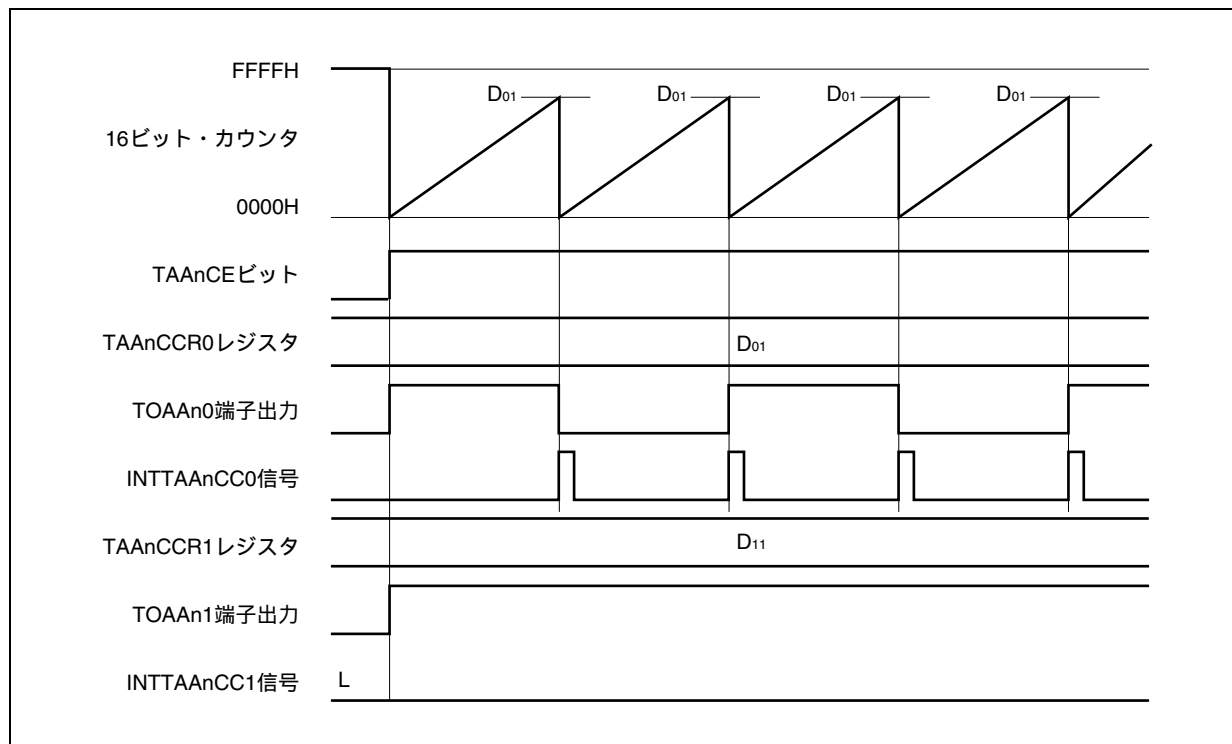 FFFFH
D01 D01 D01 D01
16ビット・カウンタ
0000H
TAAnCEビット
TAAnCCR0レジスタ D01
TOAAn0端子出力
INTTAAnCC0信号
TAAnCCR1レジスタ D11
TOAAn1端子出力
INTTAAnCC1信号 L